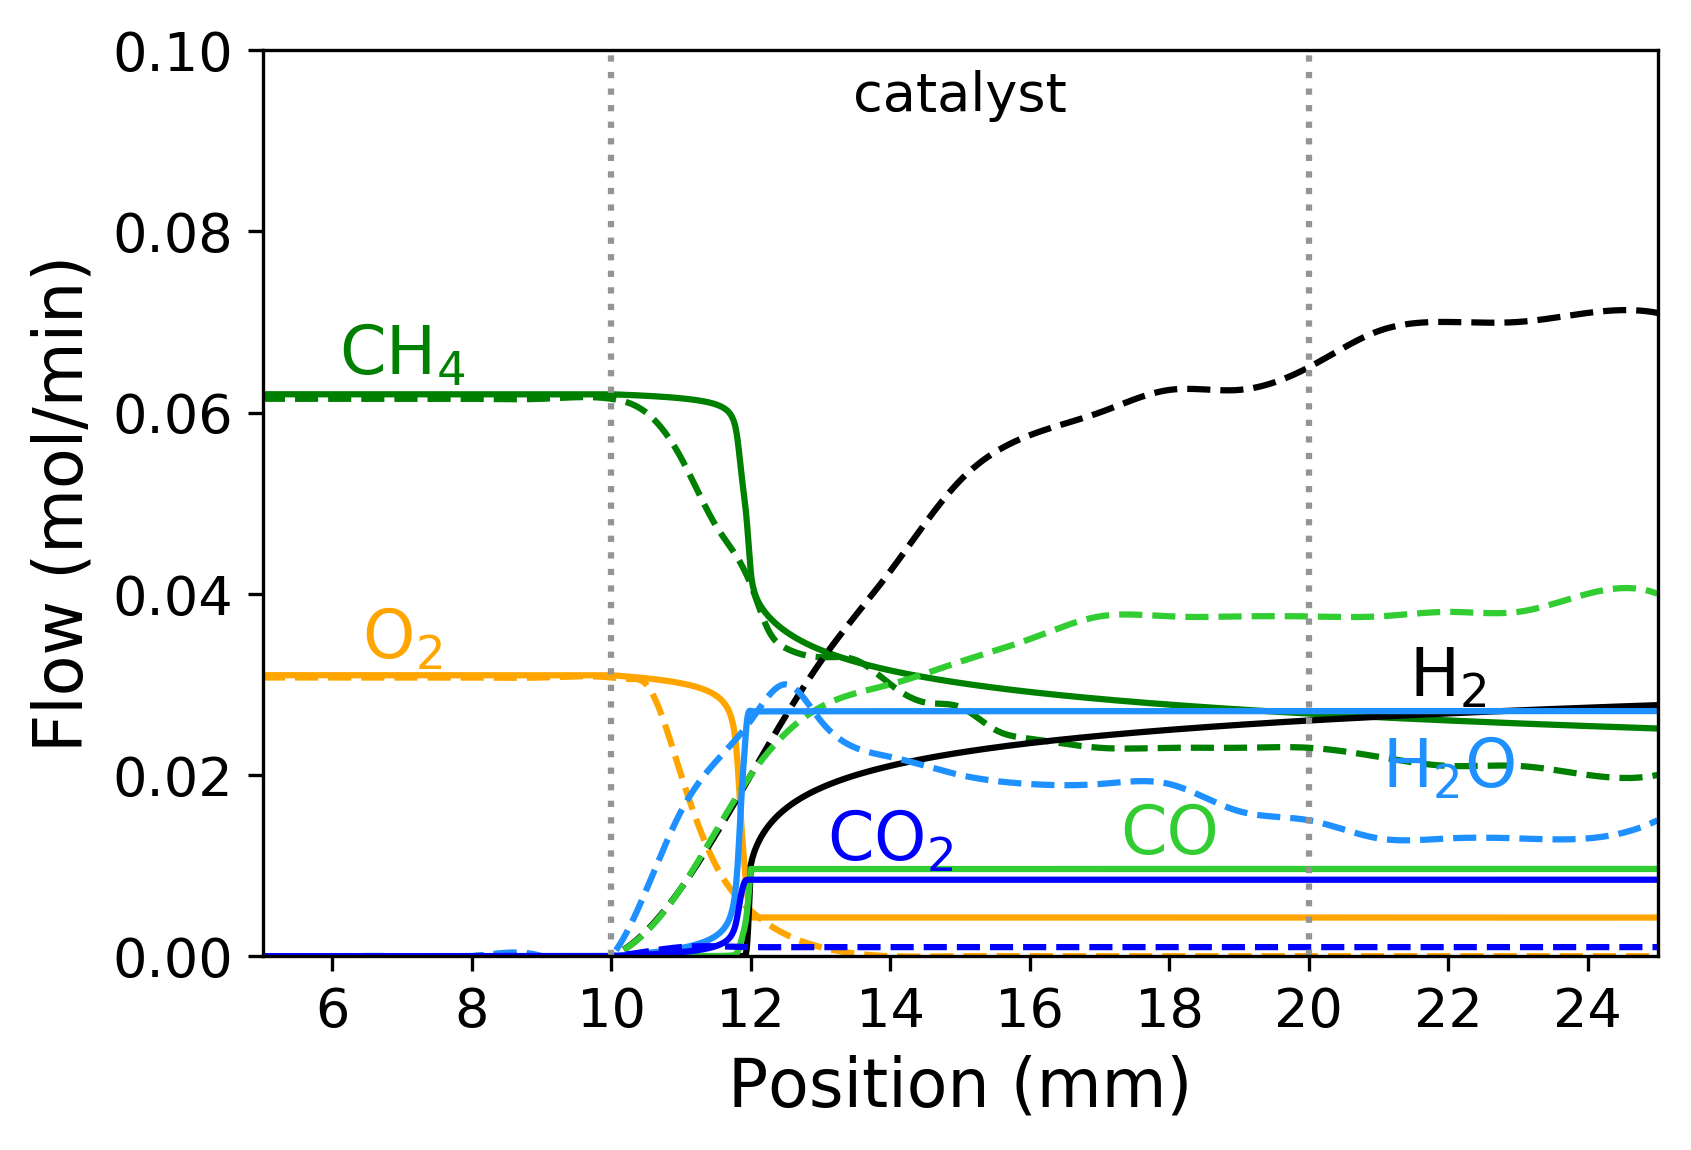 0.10
catalyst
0.08
CH₄
0.06
Flow (mol/min)
0.04
O₂
H₂
0.02
H₂O
CO₂
CO
0.00
6 8 10 12 14 16 18 20 22 24
Position (mm)